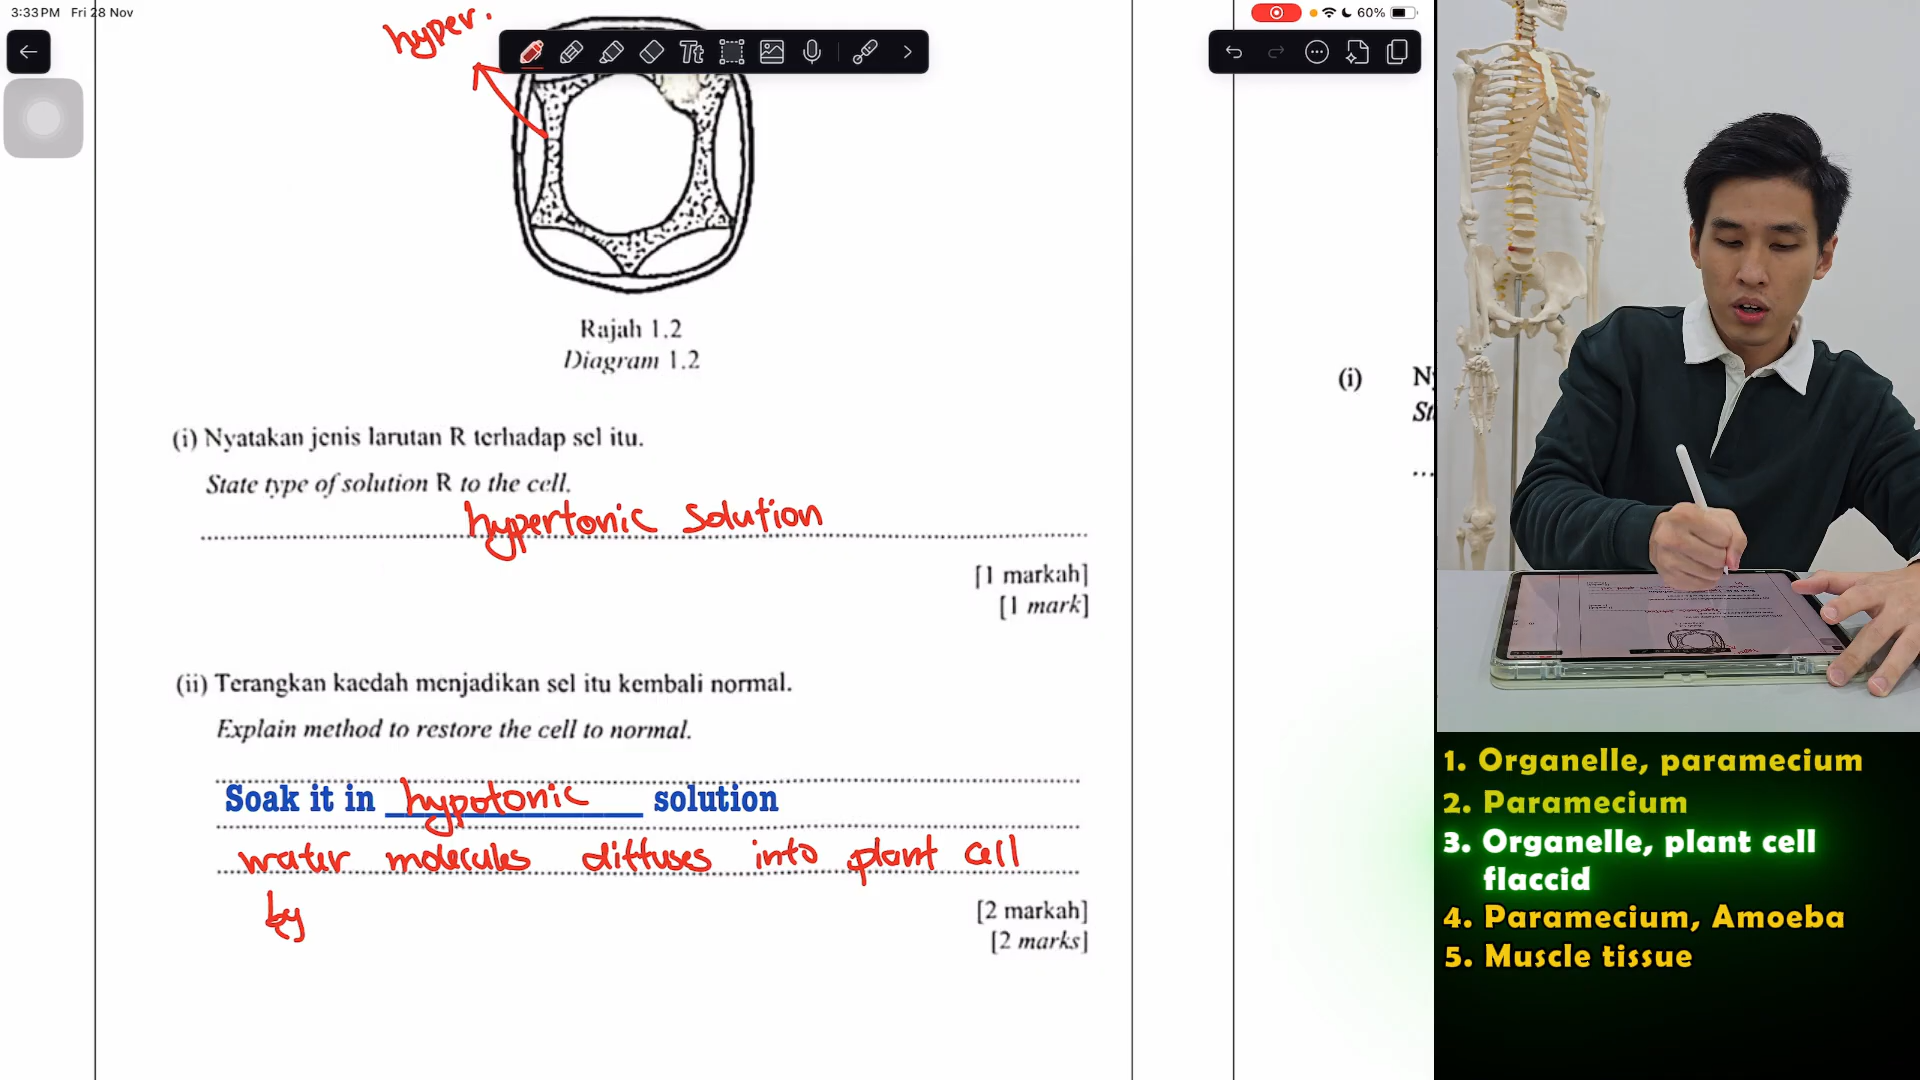 3:33 PM Fri 28 Nov
60%
hyper.
Tt
Rajah 1.2
Diagram 1.2
(i) Nyatakan jenis larutan R terhadap sel itu.
State type of solution R to the cell.
hypertonic solution
[1 markah]
[1 mark]
(ii) Terangkan kaedah menjadikan sel itu kembali normal.
Explain method to restore the cell to normal.
Soak it in hypotonic solution
water molecules diffuses into plant cell
by
[2 markah]
[2 marks]
(i)
1. Organelle, paramecium
2. Paramecium
3. Organelle, plant cell
flaccid
4. Paramecium, Amoeba
5. Muscle tissue